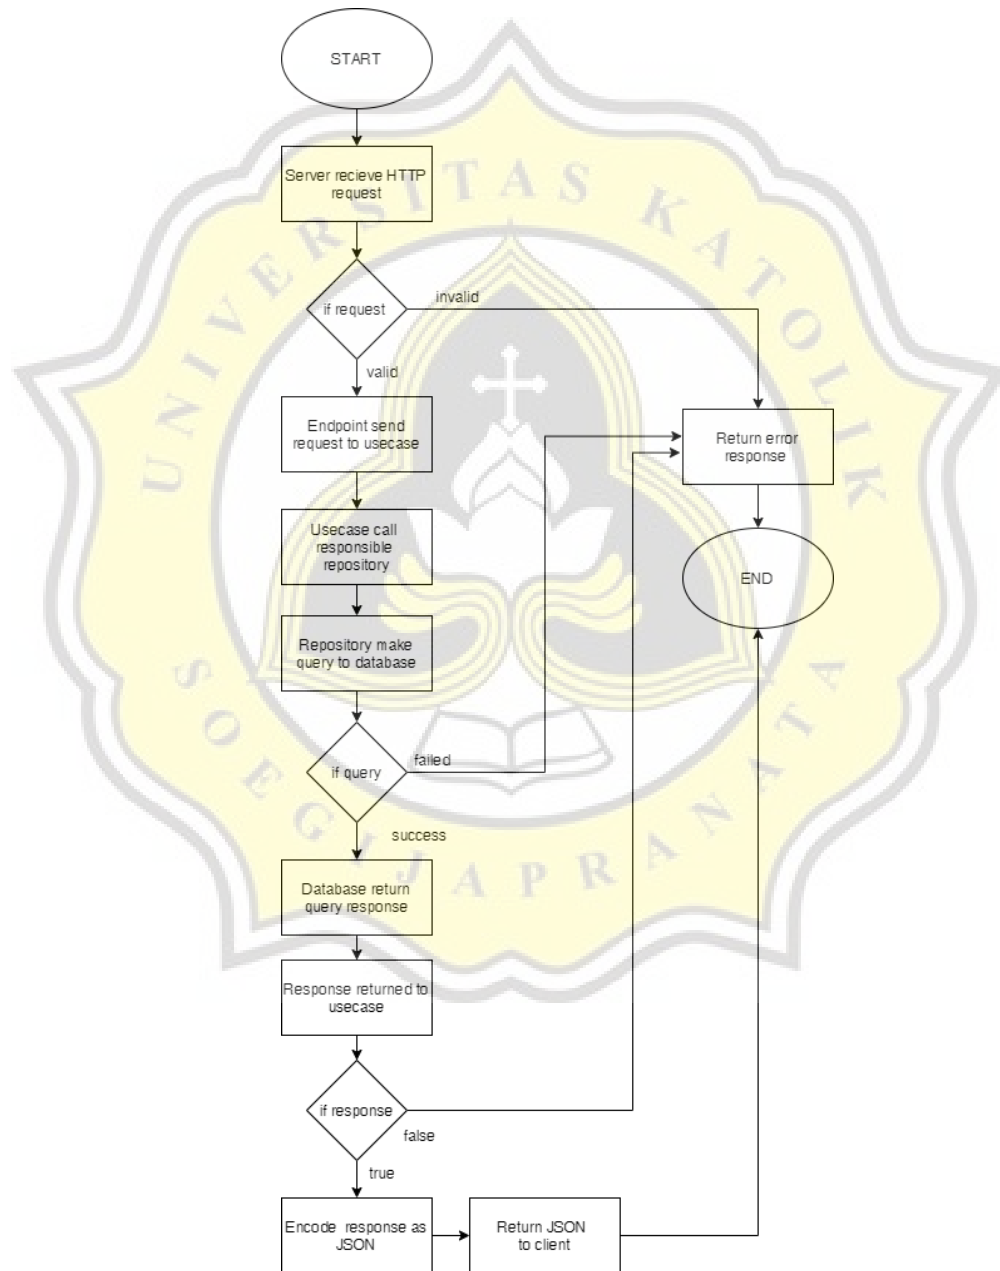 START
Server recieve HTTP
request
if request
invalid
valid
Endpoint send
request to usecase
Return error
response
Usecase call
responsible
repository
END
Repository make
query to database
if query
failed
success
Database return
query response
Response returned to
usecase
if response
false
true
Encode response as
JSON
Return JSON
to client
UNIVERSITAS KATOLIK
SOEGIJAPRANATA